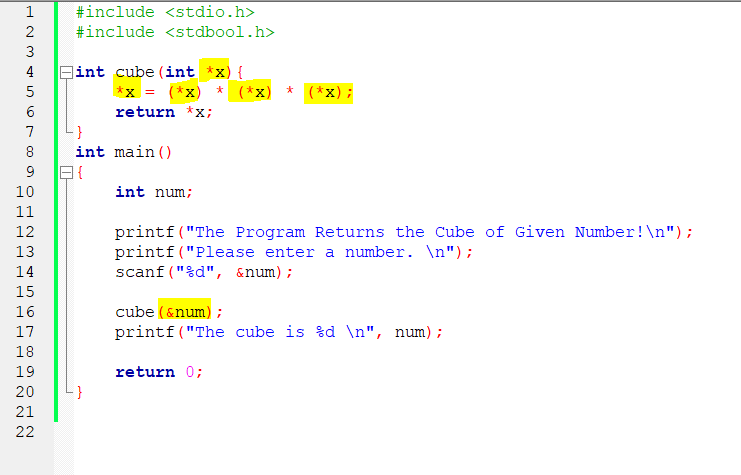 1 #include <stdio.h>
2 #include <stdbool.h>
3
4 int cube(int *x){
5 *x = (*x) * (*x) * (*x);
6 return *x;
7 }
8 int main()
9 {
10 int num;
11
12 printf("The Program Returns the Cube of Given Number!\n");
13 printf("Please enter a number. \n");
14 scanf("%d", &num);
15
16 cube(&num);
17 printf("The cube is %d \n", num);
18
19 return 0;
20 }
21
22